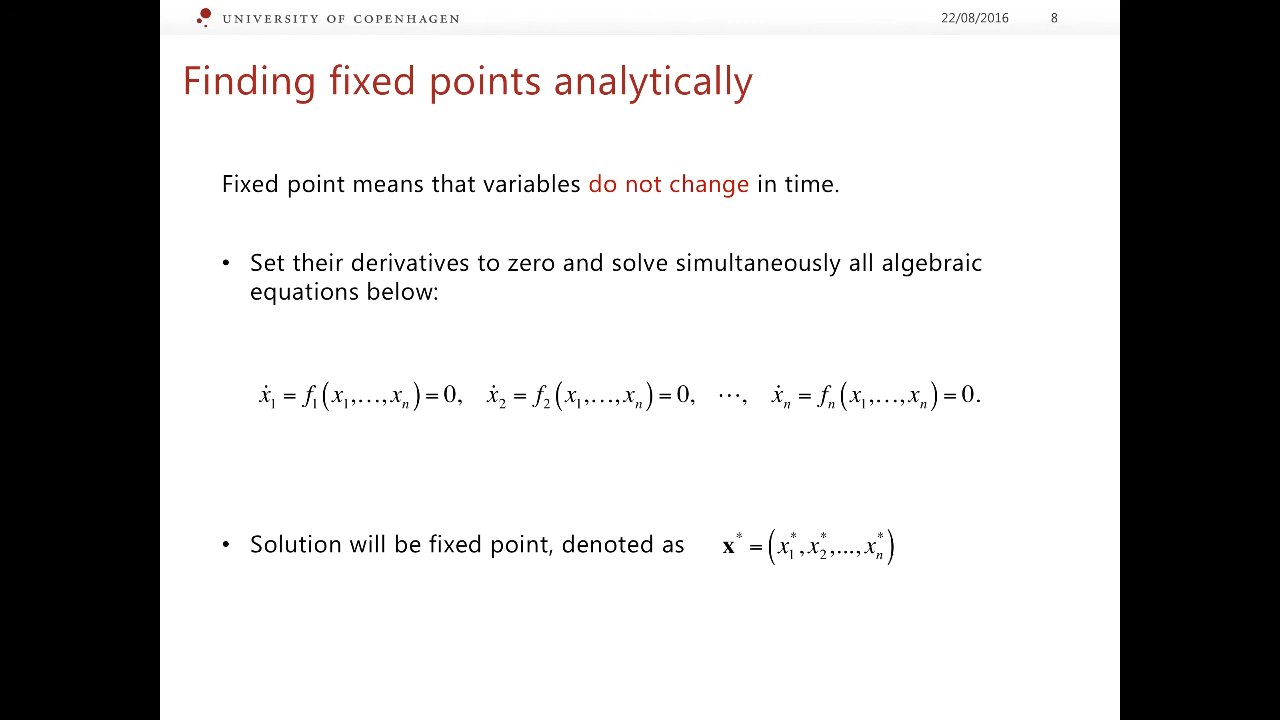 UNIVERSITY OF COPENHAGEN 22/08/2016 8
Finding fixed points analytically
Fixed point means that variables do not change in time.
• Set their derivatives to zero and solve simultaneously all algebraic
equations below:
ẋ₁ = f₁(x₁,…,xₙ) = 0, ẋ₂ = f₂(x₁,…,xₙ) = 0, ⋯, ẋₙ = fₙ(x₁,…,xₙ) = 0.
• Solution will be fixed point, denoted as x* = (x₁*, x₂*,..., xₙ*)